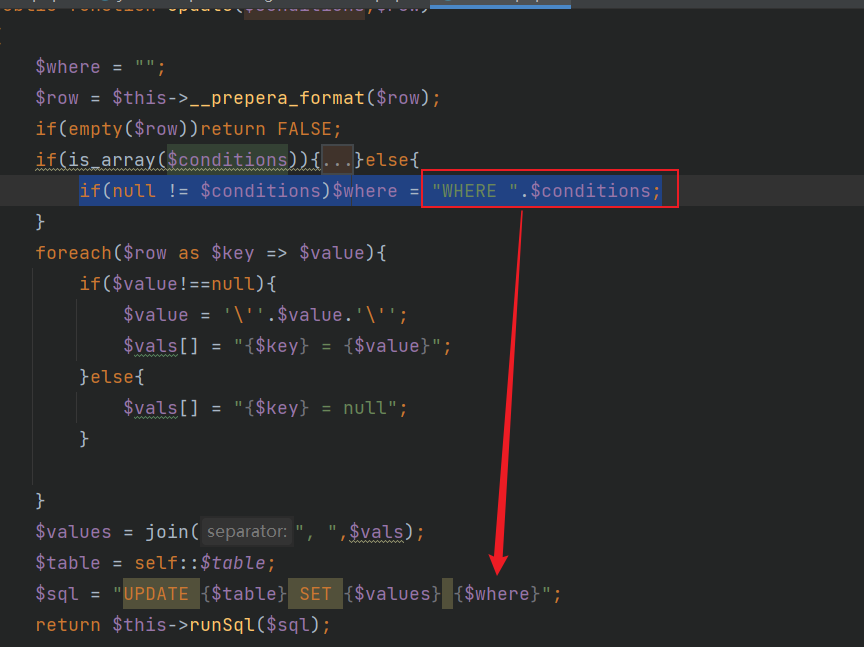 function update($conditions,$row)
$where = "";
$row = $this->__prepera_format($row);
if(empty($row))return FALSE;
if(is_array($conditions)){...}else{
if(null != $conditions)$where = "WHERE ".$conditions;
}
foreach($row as $key => $value){
if($value!==null){
$value = '\''.$value.'\'';
$vals[] = "{$key} = {$value}";
}else{
$vals[] = "{$key} = null";
}
}
$values = join( separator: ", ",$vals);
$table = self::$table;
$sql = "UPDATE {$table} SET {$values} {$where}";
return $this->runSql($sql);